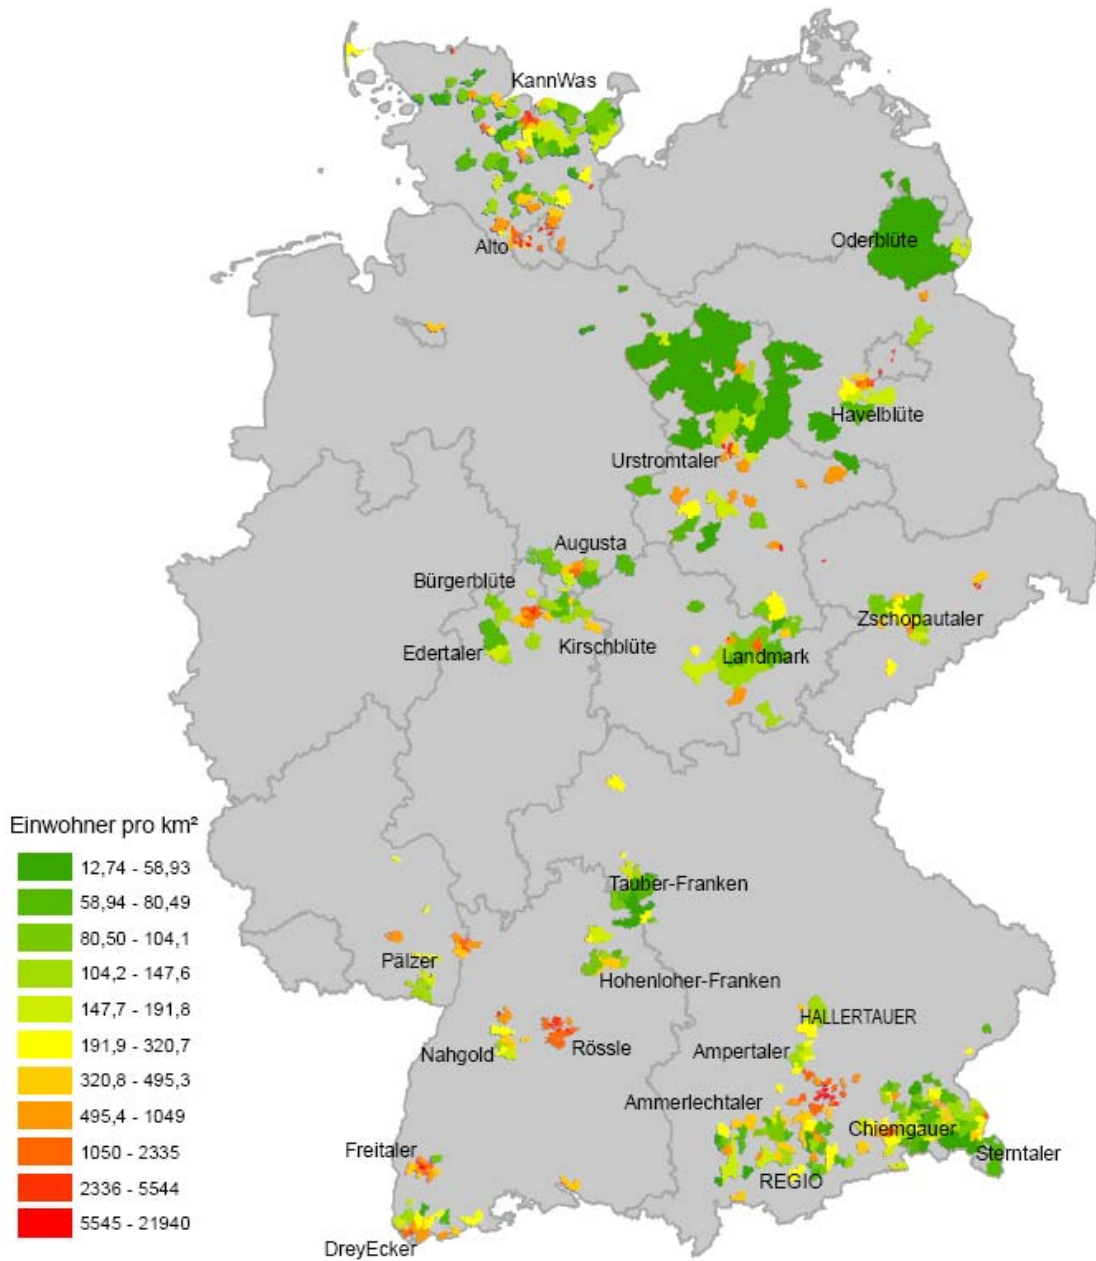 KannWas
Alto
Oderblüte
Havelblüte
Urstromtaler
Augusta
Bürgerblüte
Edertaler
Kirschblüte
Zschopautaler
Landmark
Einwohner pro km²
12,74 - 58,93
58,94 - 80,49
80,50 - 104,1
104,2 - 147,6
147,7 - 191,8
191,9 - 320,7
320,8 - 495,3
495,4 - 1049
1050 - 2335
2336 - 5544
5545 - 21940
Tauber-Franken
Pälzer
Hohenloher-Franken
HALLERTAUER
Nahgold
Rössle
Ampertaler
Ammerlechtaler
Chiemgauer
Sterntaler
Freitaler
REGIO
DreyEcker